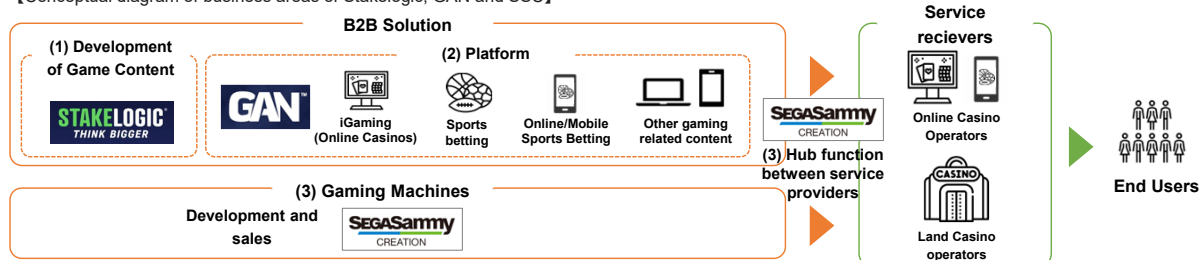 【Conceptual diagram of business areas of Stakelogic, GAN and SSC】
B2B Solution
(1) Development
of Game Content
STAKELOGIC
THINK BIGGER
(2) Platform
GAN™
iGaming
(Online Casinos)
Sports
betting
Online/Mobile
Sports Betting
Other gaming
related content
SEGASammy
CREATION
(3) Hub function
between service
providers
(3) Gaming Machines
Development and
sales
SEGASammy
CREATION
Service
recievers
Online Casino
Operators
CASINO
Land Casino
operators
End Users